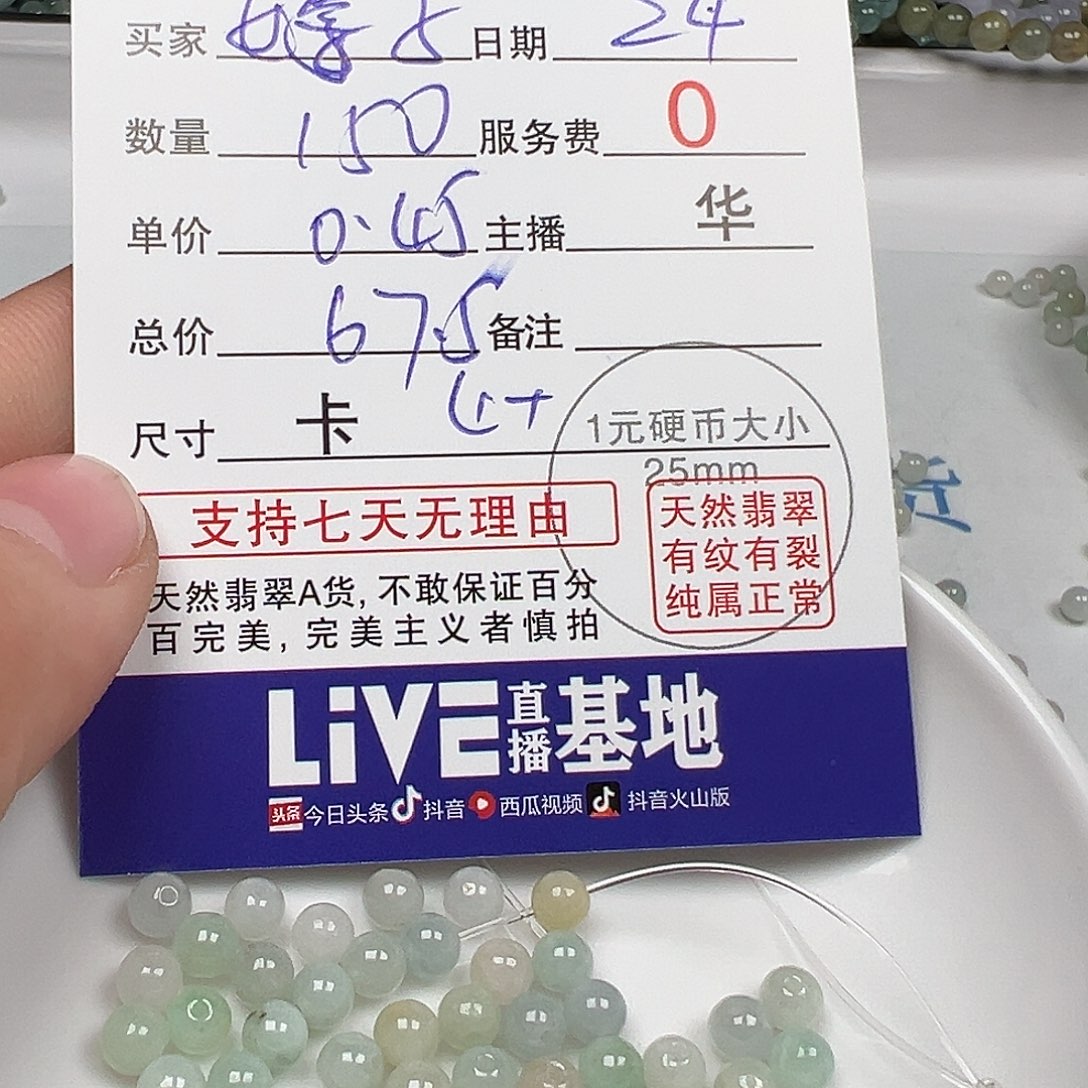 买家 日期 24
数量 150 服务费 0
单价 0.45 主播 华
总价 67.5 备注
尺寸 卡 4+
1元硬币大小
25mm
支持七天无理由
天然翡翠
有纹有裂
纯属正常
天然翡翠A货,不敢保证百分
百完美,完美主义者慎拍
LiVE直播基地
头条 今日头条 抖音 西瓜视频 抖音火山版